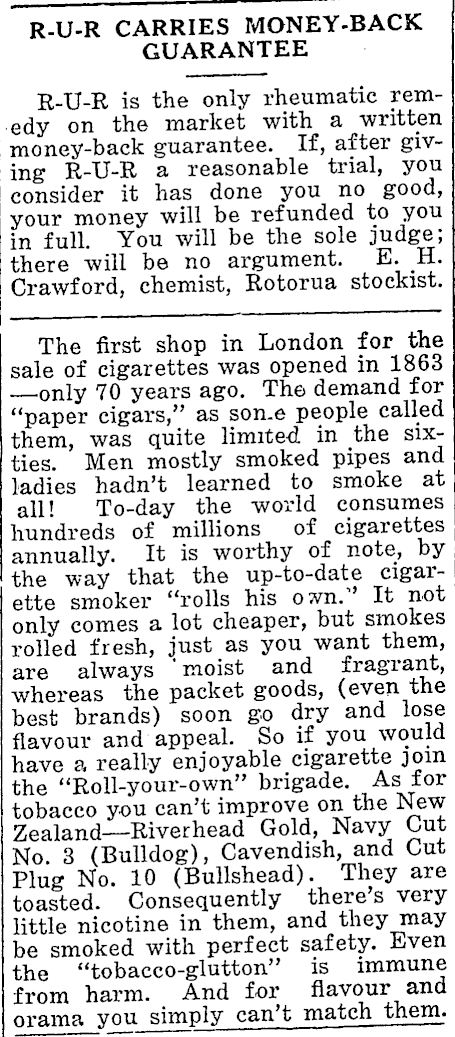 R-U-R CARRIES MONEY-BACK
GUARANTEE
R-U-R is the only rheumatic rem-
edy on the market with a written
money-back guarantee. If, after giv-
ing R-U-R a reasonable trial, you
consider it has done you no good,
your money will be refunded to you
in full. You will be the sole judge;
there will be no argument. E. H.
Crawford, chemist, Rotorua stockist.
The first shop in London for the
sale of cigarettes was opened in 1863
—only 70 years ago. The demand for
"paper cigars," as some people called
them, was quite limited in the six-
ties. Men mostly smoked pipes and
ladies hadn't learned to smoke at
all! To-day the world consumes
hundreds of millions of cigarettes
annually. It is worthy of note, by
the way that the up-to-date cigar-
ette smoker "rolls his own." It not
only comes a lot cheaper, but smokes
rolled fresh, just as you want them,
are always moist and fragrant,
whereas the packet goods, (even the
best brands) soon go dry and lose
flavour and appeal. So if you would
have a really enjoyable cigarette join
the "Roll-your-own" brigade. As for
tobacco you can't improve on the New
Zealand—Riverhead Gold, Navy Cut
No. 3 (Bulldog), Cavendish, and Cut
Plug No. 10 (Bullshead). They are
toasted. Consequently there's very
little nicotine in them, and they may
be smoked with perfect safety. Even
the "tobacco-glutton" is immune
from harm. And for flavour and
orama you simply can't match them.